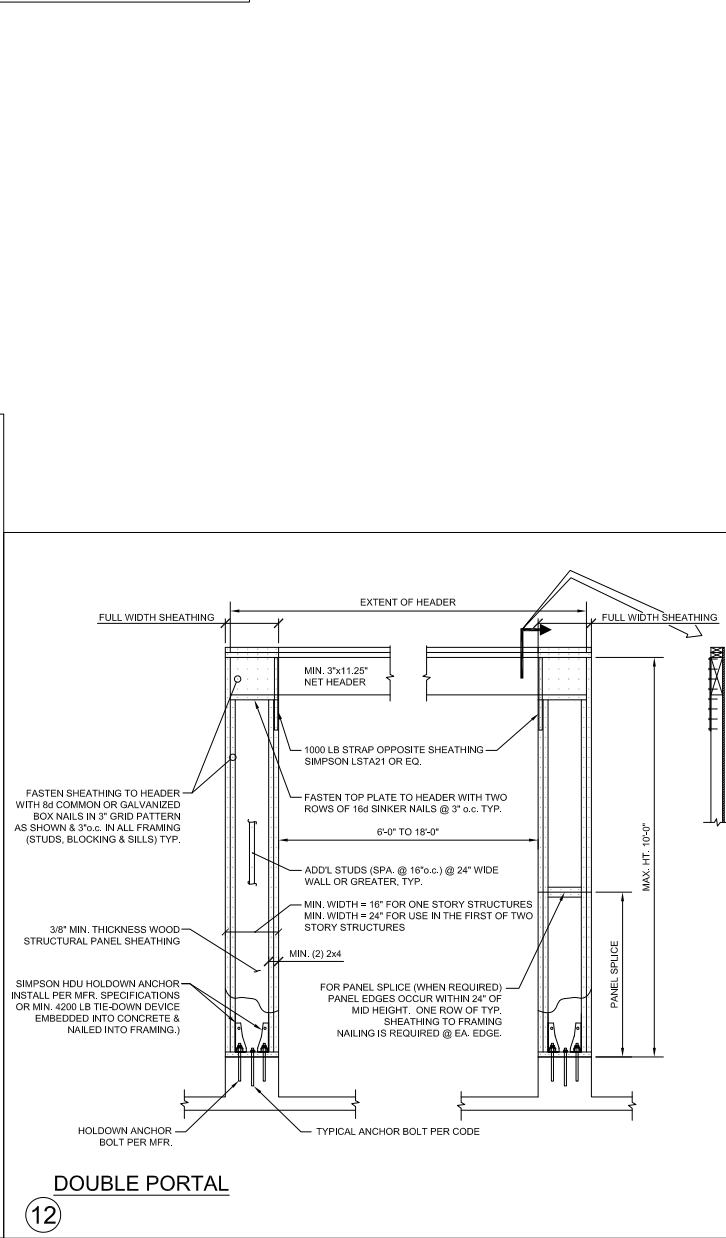 EXTENT OF HEADER
FULL WIDTH SHEATHING
FULL WIDTH SHEATHING
MIN. 3"x11.25"
NET HEADER
1000 LB STRAP OPPOSITE SHEATHING
SIMPSON LSTA21 OR EQ.
FASTEN SHEATHING TO HEADER
WITH 8d COMMON OR GALVANIZED
BOX NAILS IN 3" GRID PATTERN
AS SHOWN & 3"o.c. IN ALL FRAMING
(STUDS, BLOCKING & SILLS) TYP.
FASTEN TOP PLATE TO HEADER WITH TWO
ROWS OF 16d SINKER NAILS @ 3" o.c. TYP.
6'-0" TO 18'-0"
MAX. HT. 10'-0"
ADD'L STUDS (SPA. @ 16"o.c.) @ 24" WIDE
WALL OR GREATER, TYP.
MIN. WIDTH = 16" FOR ONE STORY STRUCTURES
MIN. WIDTH = 24" FOR USE IN THE FIRST OF TWO
STORY STRUCTURES
3/8" MIN. THICKNESS WOOD
STRUCTURAL PANEL SHEATHING
MIN. (2) 2x4
PANEL SPLICE
SIMPSON HDU HOLDOWN ANCHOR
INSTALL PER MFR. SPECIFICATIONS
OR MIN. 4200 LB TIE-DOWN DEVICE
EMBEDDED INTO CONCRETE &
NAILED INTO FRAMING.)
FOR PANEL SPLICE (WHEN REQUIRED)
PANEL EDGES OCCUR WITHIN 24" OF
MID HEIGHT. ONE ROW OF TYP.
SHEATHING TO FRAMING
NAILING IS REQUIRED @ EA. EDGE.
HOLDOWN ANCHOR
BOLT PER MFR.
TYPICAL ANCHOR BOLT PER CODE
DOUBLE PORTAL
12